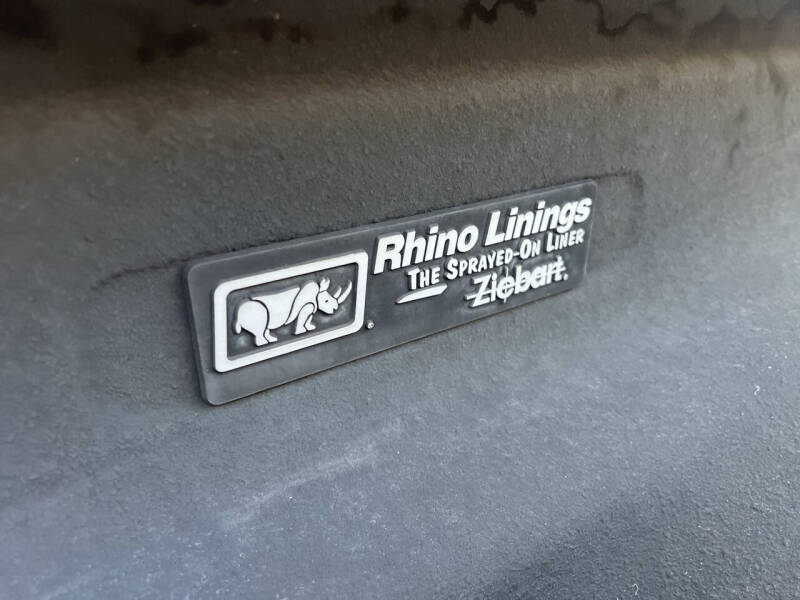 Rhino Linings
THE SPRAYED-ON LINER
Ziebart®
®